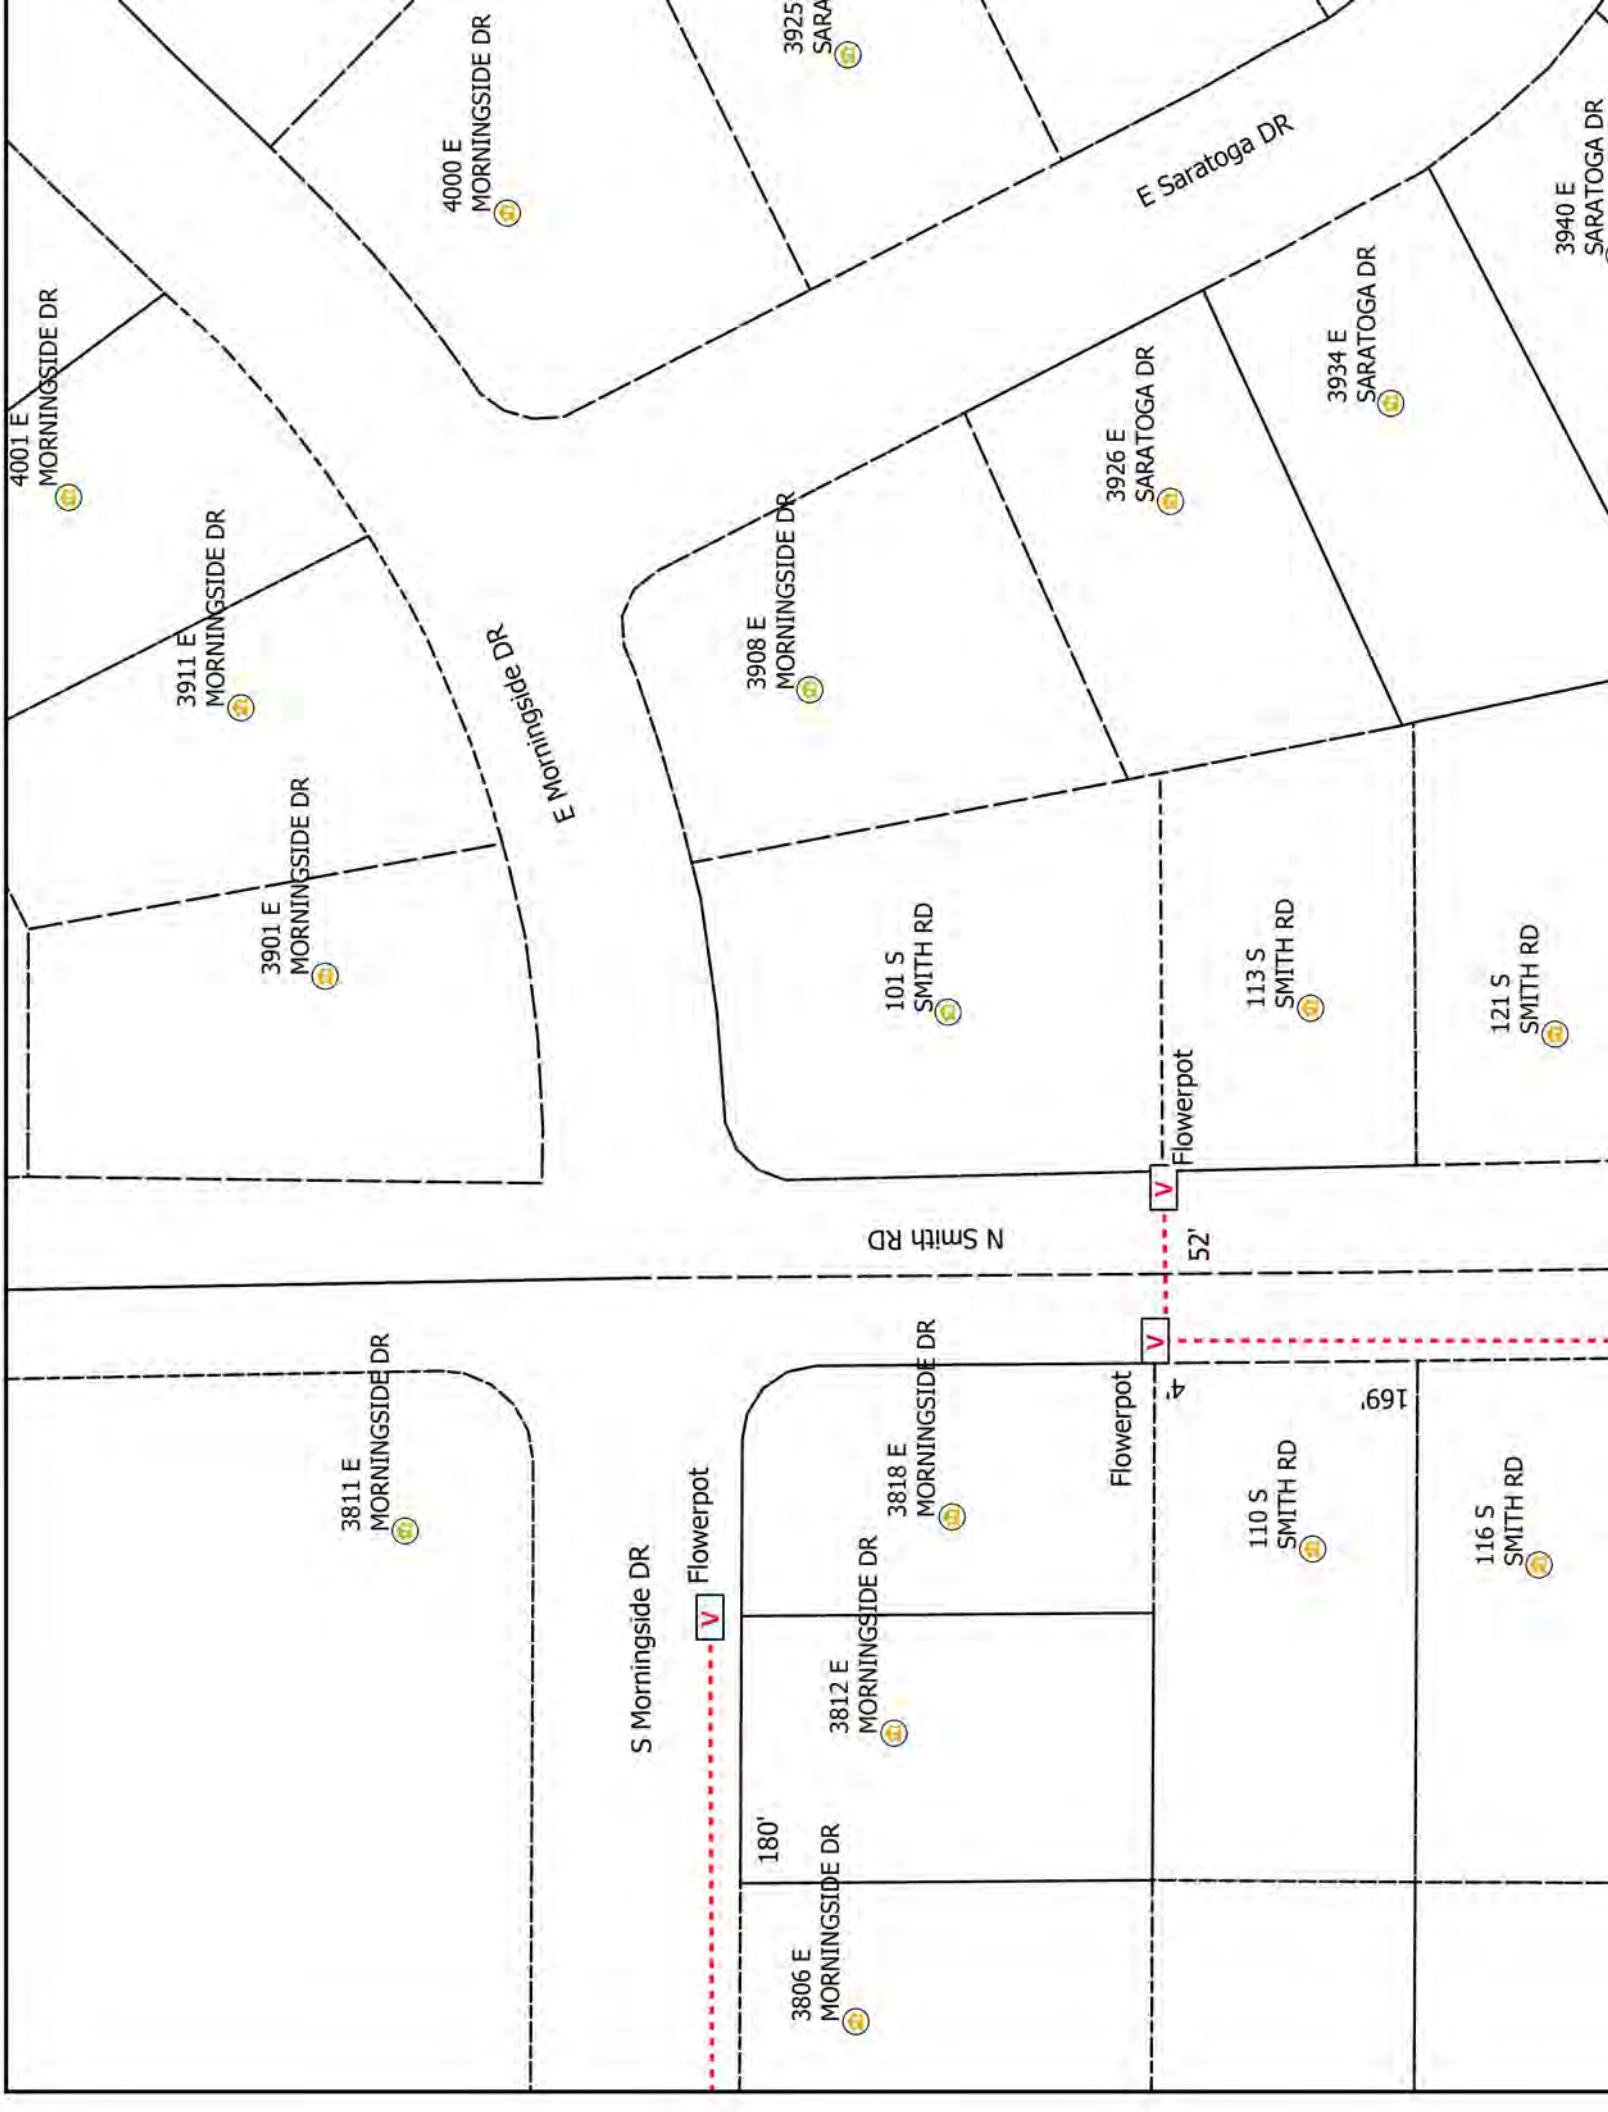 4001 E
MORNINGSIDE DR
4000 E
MORNINGSIDE DR
3925
SARA
3911 E
MORNINGSIDE DR
E Saratoga DR
3940 E
SARATOGA DR
3934 E
SARATOGA DR
3926 E
SARATOGA DR
3908 E
MORNINGSIDE DR
E Morningside DR
3901 E
MORNINGSIDE DR
101 S
SMITH RD
113 S
SMITH RD
121 S
SMITH RD
Flowerpot
V
52'
N Smith RD
V
Flowerpot
4'
169'
3811 E
MORNINGSIDE DR
3818 E
MORNINGSIDE DR
110 S
SMITH RD
116 S
SMITH RD
S Morningside DR
Flowerpot
V
3812 E
MORNINGSIDE DR
180'
3806 E
MORNINGSIDE DR